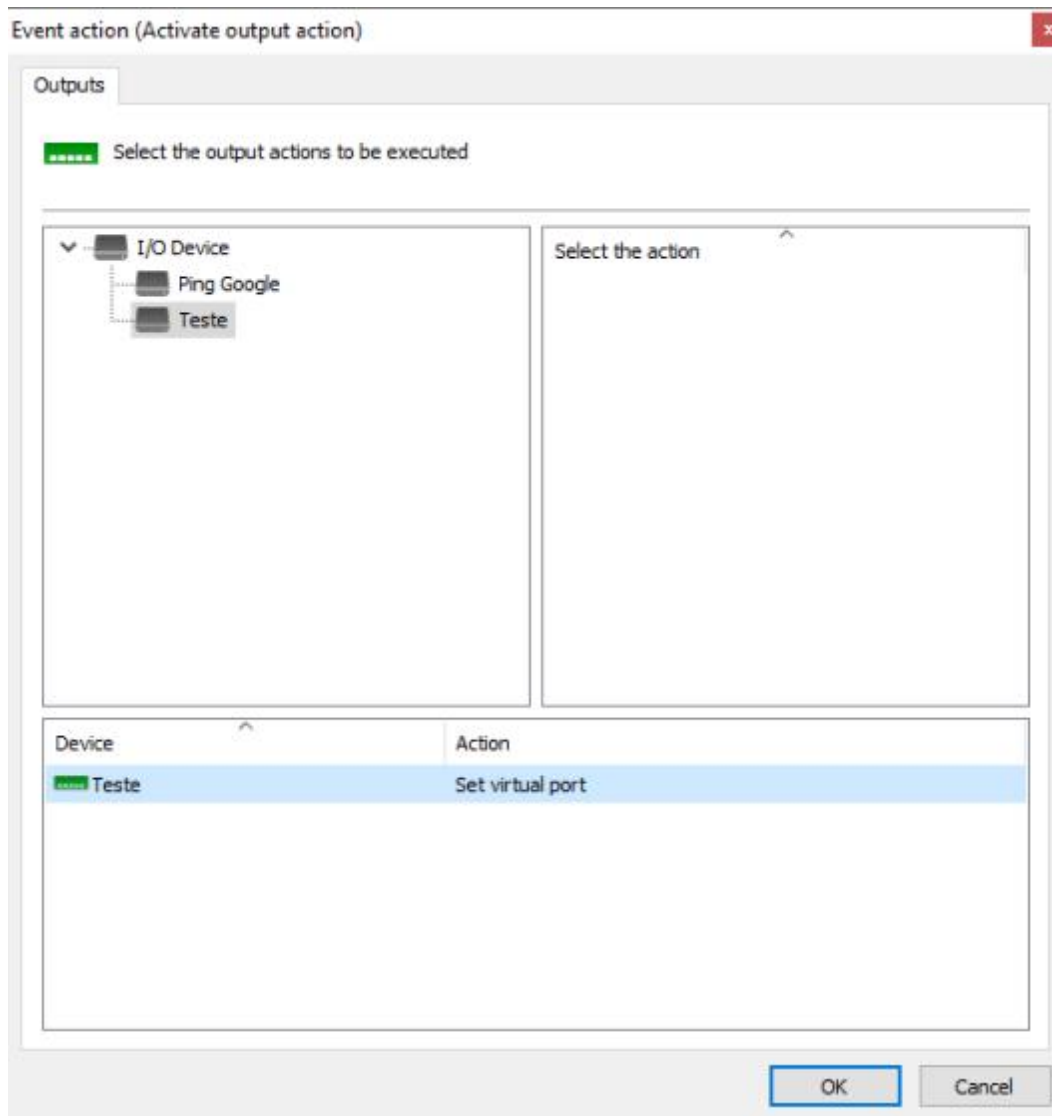 Event action (Activate output action)
x
Outputs
Select the output actions to be executed
I/O Device
Ping Google
Teste
Select the action
Device Action
Teste Set virtual port
OK Cancel